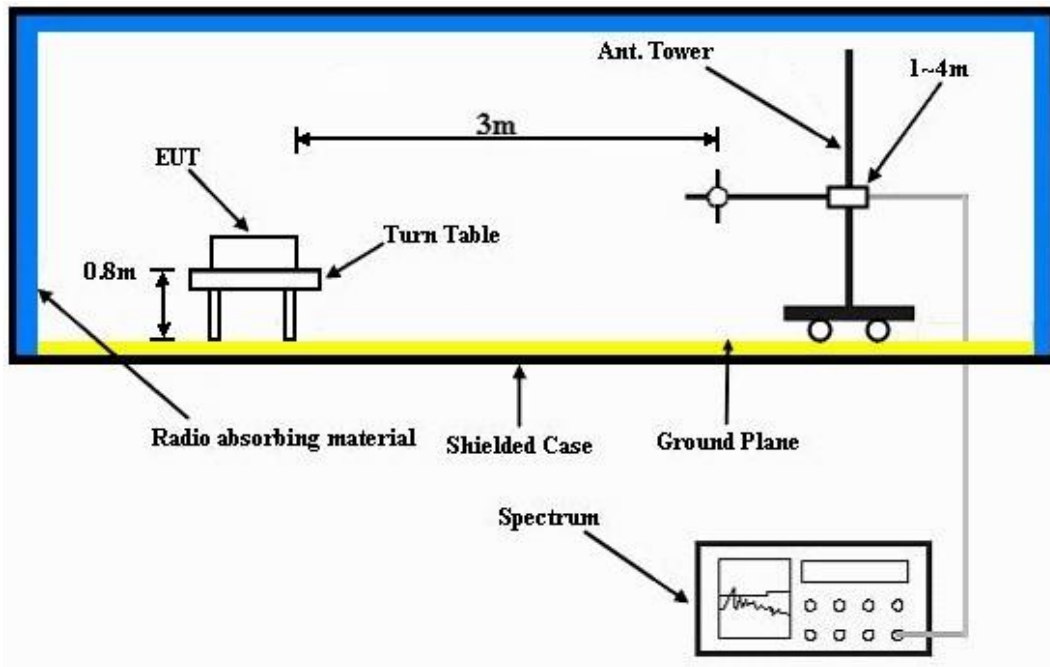 Ant. Tower
1~4m
3m
EUT
Turn Table
0.8m
Radio absorbing material
Shielded Case
Ground Plane
Spectrum